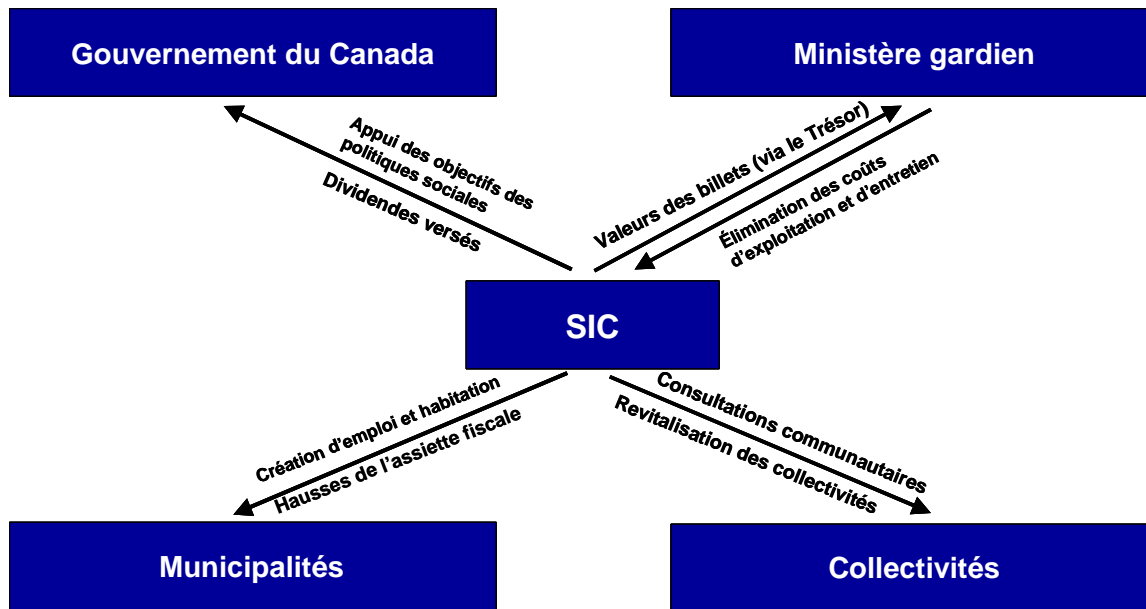 Gouvernement du Canada
Ministère gardien
Appui des objectifs des
politiques sociales
Dividendes versés
Valeurs des billets (via le Trésor)
Élimination des coûts
d'exploitation et d'entretien
SIC
Création d'emploi et habitation
Hausses de l'assiette fiscale
Consultations communautaires
Revitalisation des collectivités
Municipalités
Collectivités